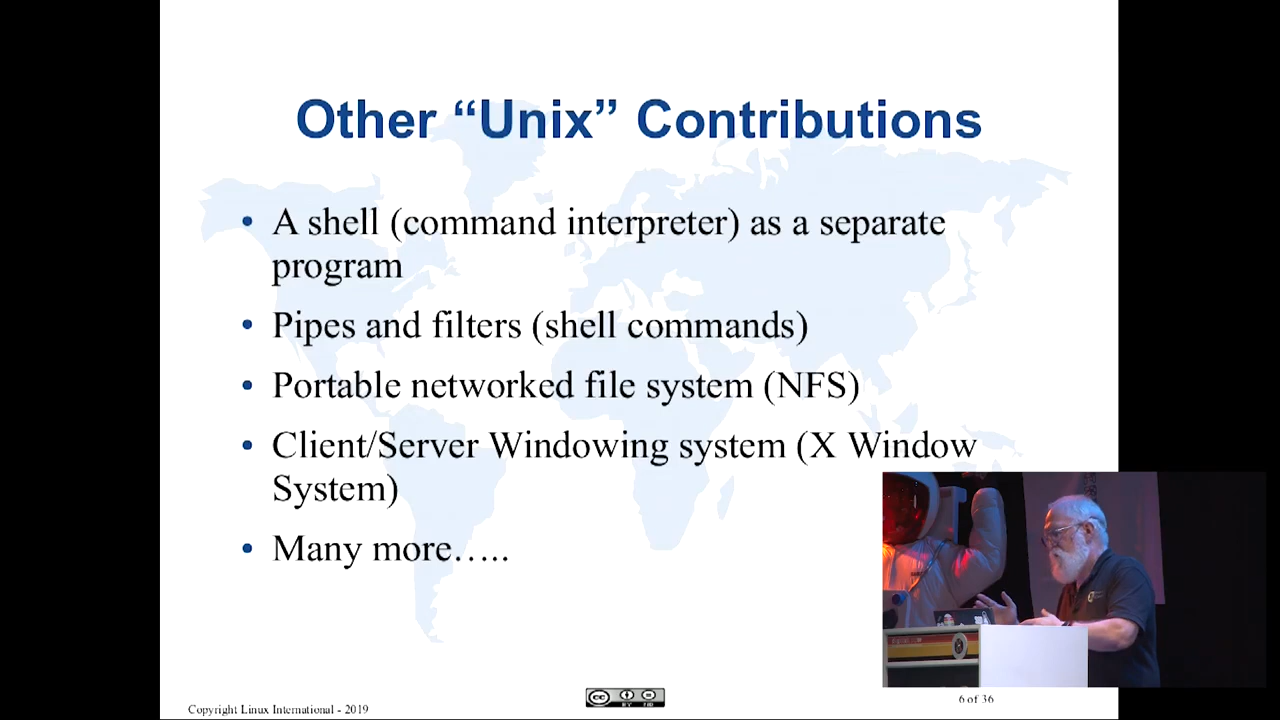 Other “Unix” Contributions
• A shell (command interpreter) as a separate
program
• Pipes and filters (shell commands)
• Portable networked file system (NFS)
• Client/Server Windowing system (X Window
System)
• Many more…..
Copyright Linux International - 2019
6 of 36